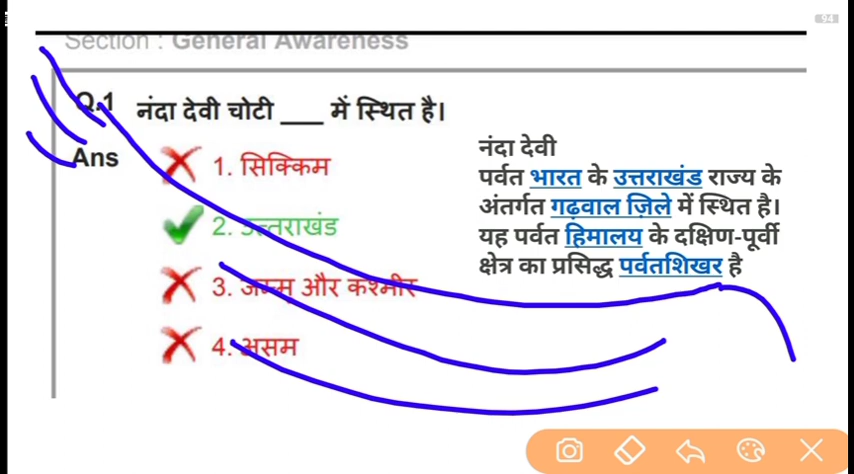 94
Section : General Awareness
Q.1 नंदा देवी चोटी ___ में स्थित है।
Ans 1. सिक्किम
2. उत्तराखंड
3. जम्मू और कश्मीर
4. असम
नंदा देवी
पर्वत भारत के उत्तराखंड राज्य के
अंतर्गत गढ़वाल ज़िले में स्थित है।
यह पर्वत हिमालय के दक्षिण-पूर्वी
क्षेत्र का प्रसिद्ध पर्वतशिखर है